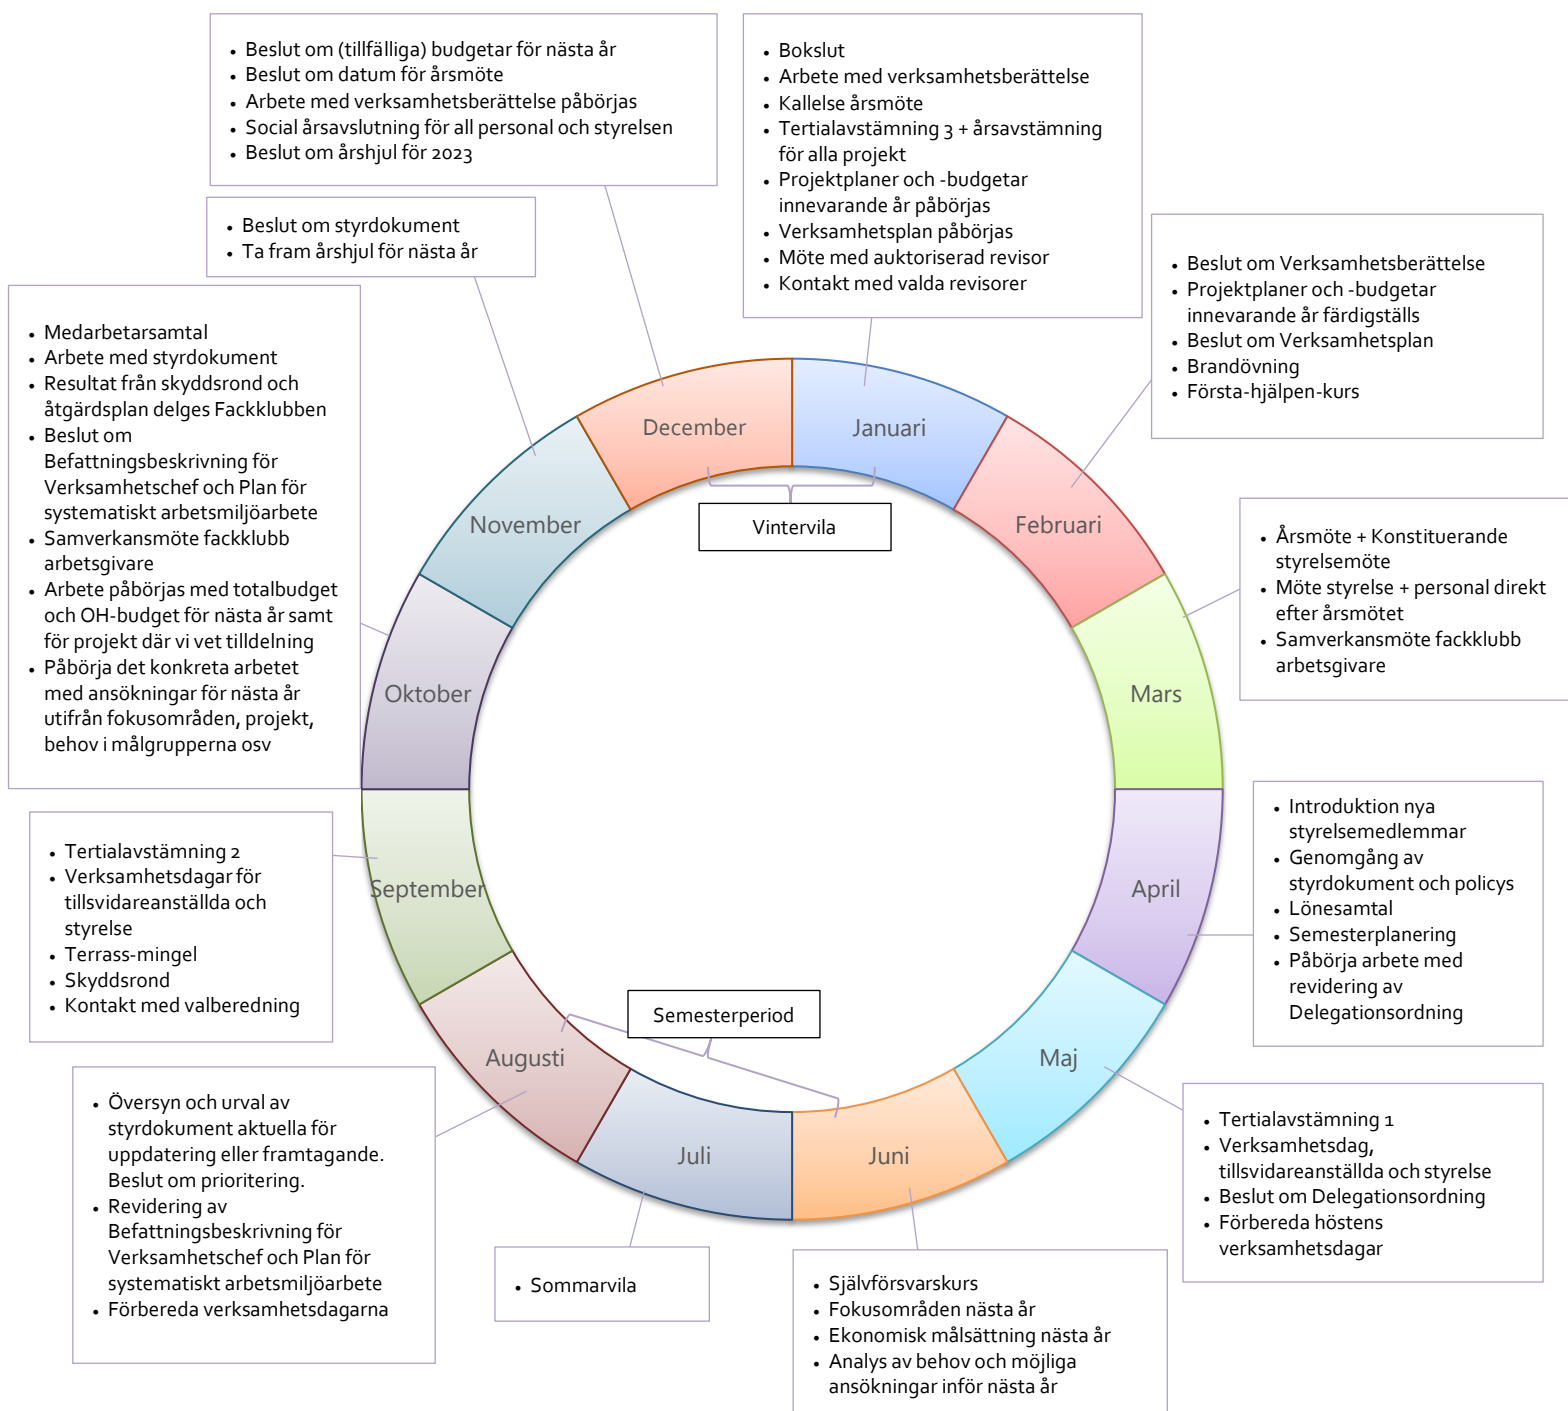 • Beslut om (tillfälliga) budgetar för nästa år
• Beslut om datum för årsmöte
• Arbete med verksamhetsberättelse påbörjas
• Social årsavslutning för all personal och styrelsen
• Beslut om årshjul för 2023
• Bokslut
• Arbete med verksamhetsberättelse
• Kallelse årsmöte
• Tertialavstämning 3 + årsavstämning
för alla projekt
• Projektplaner och -budgetar
innevarande år påbörjas
• Verksamhetsplan påbörjas
• Möte med auktoriserad revisor
• Kontakt med valda revisorer
• Beslut om styrdokument
• Ta fram årshjul för nästa år
• Beslut om Verksamhetsberättelse
• Projektplaner och -budgetar
innevarande år färdigställs
• Beslut om Verksamhetsplan
• Brandövning
• Första-hjälpen-kurs
• Medarbetarsamtal
• Arbete med styrdokument
• Resultat från skyddsrond och
åtgärdsplan delges Fackklubben
• Beslut om
Befattningsbeskrivning för
Verksamhetschef och Plan för
systematiskt arbetsmiljöarbete
• Samverkansmöte fackklubb
arbetsgivare
• Arbete påbörjas med totalbudget
och OH-budget för nästa år samt
för projekt där vi vet tilldelning
• Påbörja det konkreta arbetet
med ansökningar för nästa år
utifrån fokusområden, projekt,
behov i målgrupperna osv
December
Januari
November
Februari
Vintervila
• Årsmöte + Konstituerande
styrelsemöte
• Möte styrelse + personal direkt
efter årsmötet
• Samverkansmöte fackklubb
arbetsgivare
Oktober
Mars
• Tertialavstämning 2
• Verksamhetsdagar för
tillsvidareanställda och
styrelse
• Terrass-mingel
• Skyddsrond
• Kontakt med valberedning
September
April
• Introduktion nya
styrelsemedlemmar
• Genomgång av
styrdokument och policys
• Lönesamtal
• Semesterplanering
• Påbörja arbete med
revidering av
Delegationsordning
Semesterperiod
Augusti
Maj
Juli
Juni
• Översyn och urval av
styrdokument aktuella för
uppdatering eller framtagande.
Beslut om prioritering.
• Revidering av
Befattningsbeskrivning för
Verksamhetschef och Plan för
systematiskt arbetsmiljöarbete
• Förbereda verksamhetsdagarna
• Tertialavstämning 1
• Verksamhetsdag,
tillsvidareanställda och styrelse
• Beslut om Delegationsordning
• Förbereda höstens
verksamhetsdagar
• Sommarvila
• Självförsvarskurs
• Fokusområden nästa år
• Ekonomisk målsättning nästa år
• Analys av behov och möjliga
ansökningar inför nästa år